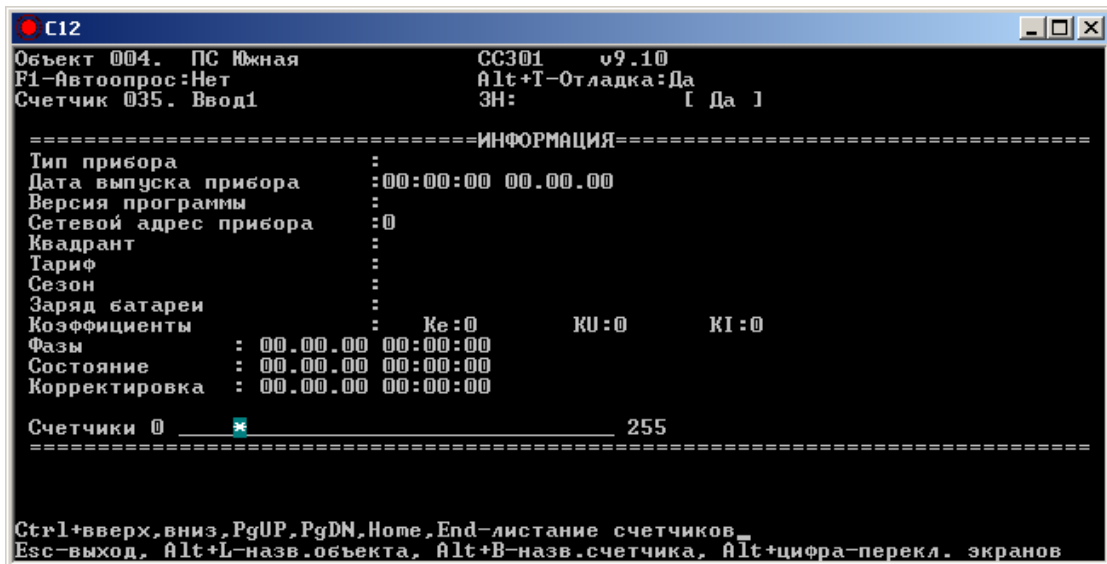 C12
Объект 004. ПС Южная CC301 v9.10
F1-Автоопрос:Нет Alt+T-Отладка:Да
Счетчик 035. Ввод1 ЗН: [ Да ]
=================================ИНФОРМАЦИЯ===================================
Тип прибора :
Дата выпуска прибора :00:00:00 00.00.00
Версия программы :
Сетевой адрес прибора :0
Квадрант :
Тариф :
Сезон :
Заряд батареи :
Коэффициенты : Ke:0 KU:0 KI:0
Фазы : 00.00.00 00:00:00
Состояние : 00.00.00 00:00:00
Корректировка : 00.00.00 00:00:00
Счетчики 0 ____*___________________________ 255
==============================================================================
Ctrl+вверх,вниз,PgUP,PgDN,Home,End-листание счетчиков_
Esc-выход, Alt+L-назв.объекта, Alt+B-назв.счетчика, Alt+цифра-перекл. экранов